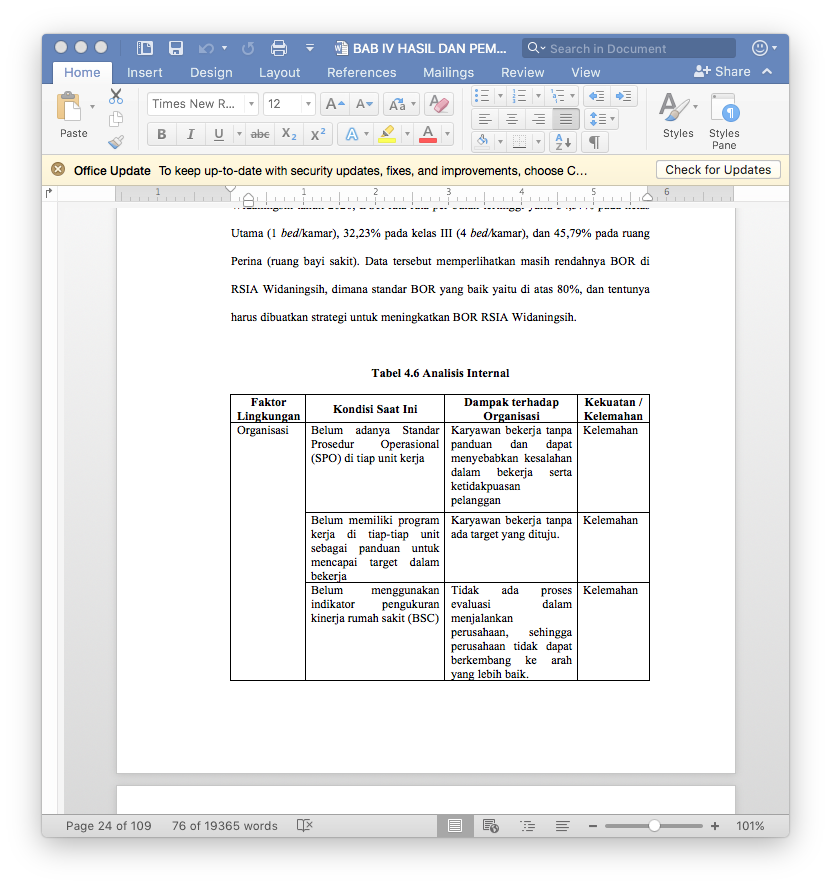 BAB IV HASIL DAN PEM...
Search in Document
Home Insert Design Layout References Mailings Review View Share
Times New R... 12
Paste
Styles
Styles Pane
Office Update To keep up-to-date with security updates, fixes, and improvements, choose C... Check for Updates
1 1 2 3 4 5 6
Utama (1 bed/kamar), 32,23% pada kelas III (4 bed/kamar), dan 45,79% pada ruang
Perina (ruang bayi sakit). Data tersebut memperlihatkan masih rendahnya BOR di
RSIA Widaningsih, dimana standar BOR yang baik yaitu di atas 80%, dan tentunya
harus dibuatkan strategi untuk meningkatkan BOR RSIA Widaningsih.
Tabel 4.6 Analisis Internal
Faktor
Lingkungan
Kondisi Saat Ini
Dampak terhadap
Organisasi
Kekuatan /
Kelemahan
Organisasi
Belum adanya Standar
Prosedur Operasional
(SPO) di tiap unit kerja
Karyawan bekerja tanpa
panduan dan dapat
menyebabkan kesalahan
dalam bekerja serta
ketidakpuasan
pelanggan
Kelemahan
Belum memiliki program
kerja di tiap-tiap unit
sebagai panduan untuk
mencapai target dalam
bekerja
Karyawan bekerja tanpa
ada target yang dituju.
Kelemahan
Belum menggunakan
indikator pengukuran
kinerja rumah sakit (BSC)
Tidak ada proses
evaluasi dalam
menjalankan
perusahaan, sehingga
perusahaan tidak dapat
berkembang ke arah
yang lebih baik.
Kelemahan
Page 24 of 109 76 of 19365 words 101%